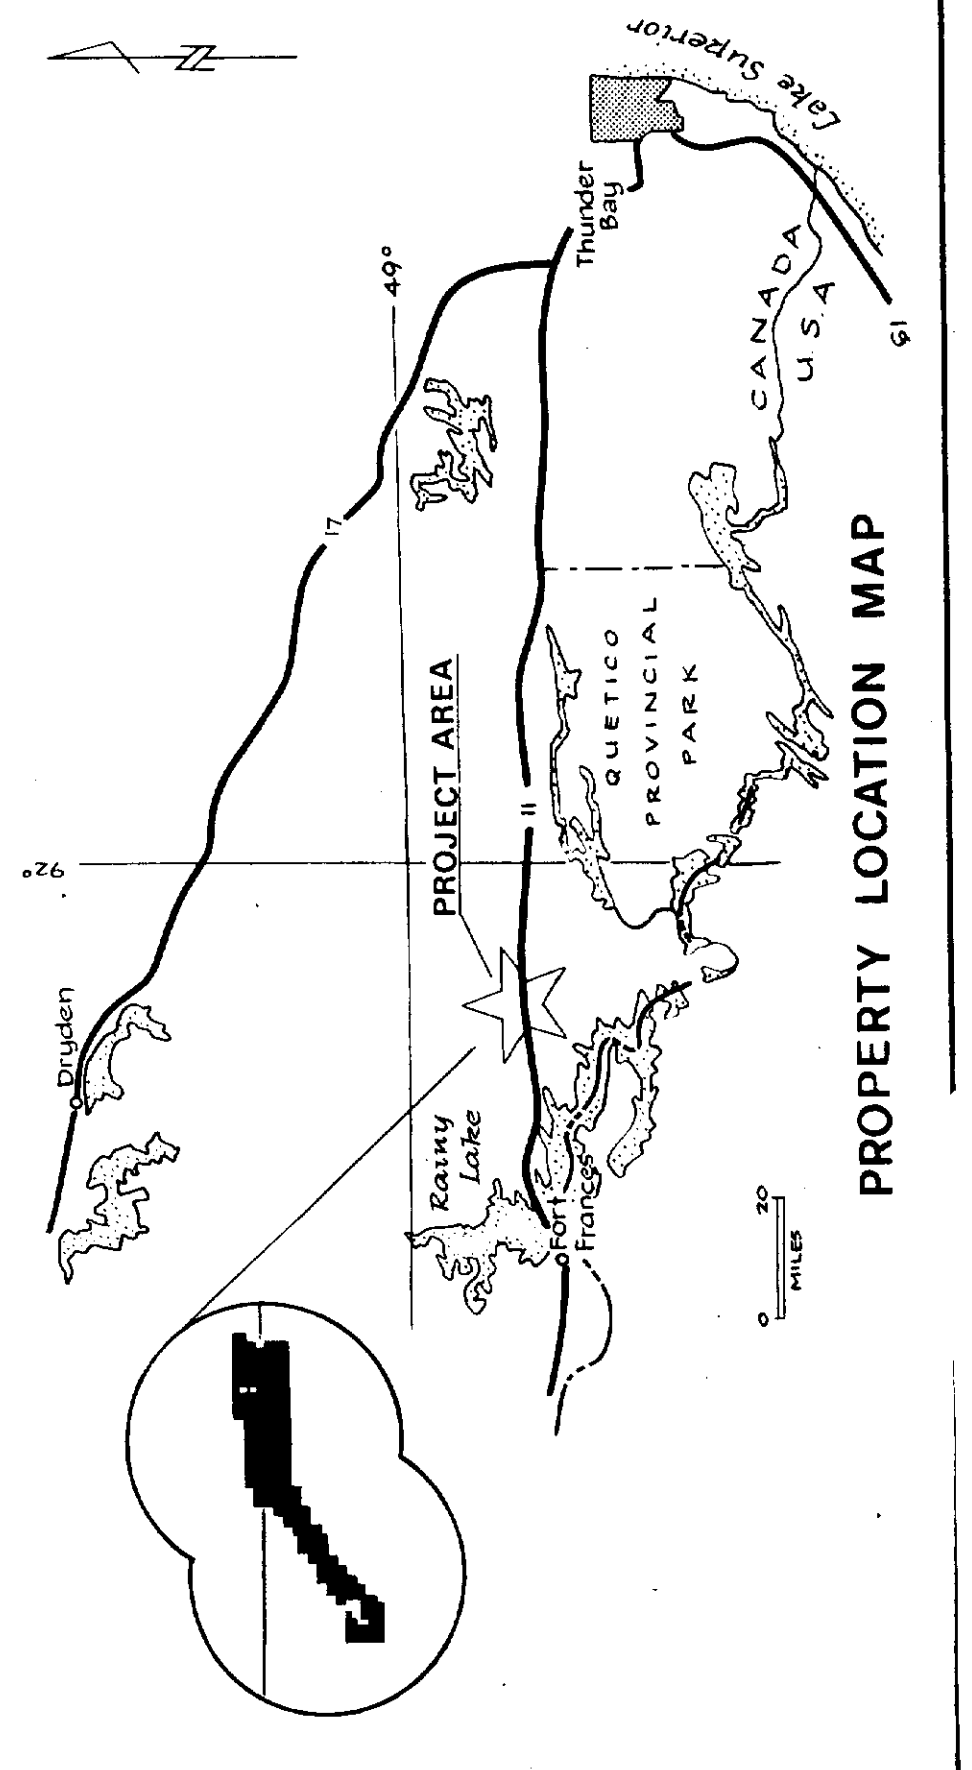 N
Lake Superior
Thunder
Bay
49°
92°
17
61
11
CANADA
U.S.A
Dryden
PROJECT AREA
QUETICO
PROVINCIAL
PARK
Rainy
Lake
Fort
Frances
0 20
MILES
PROPERTY LOCATION MAP